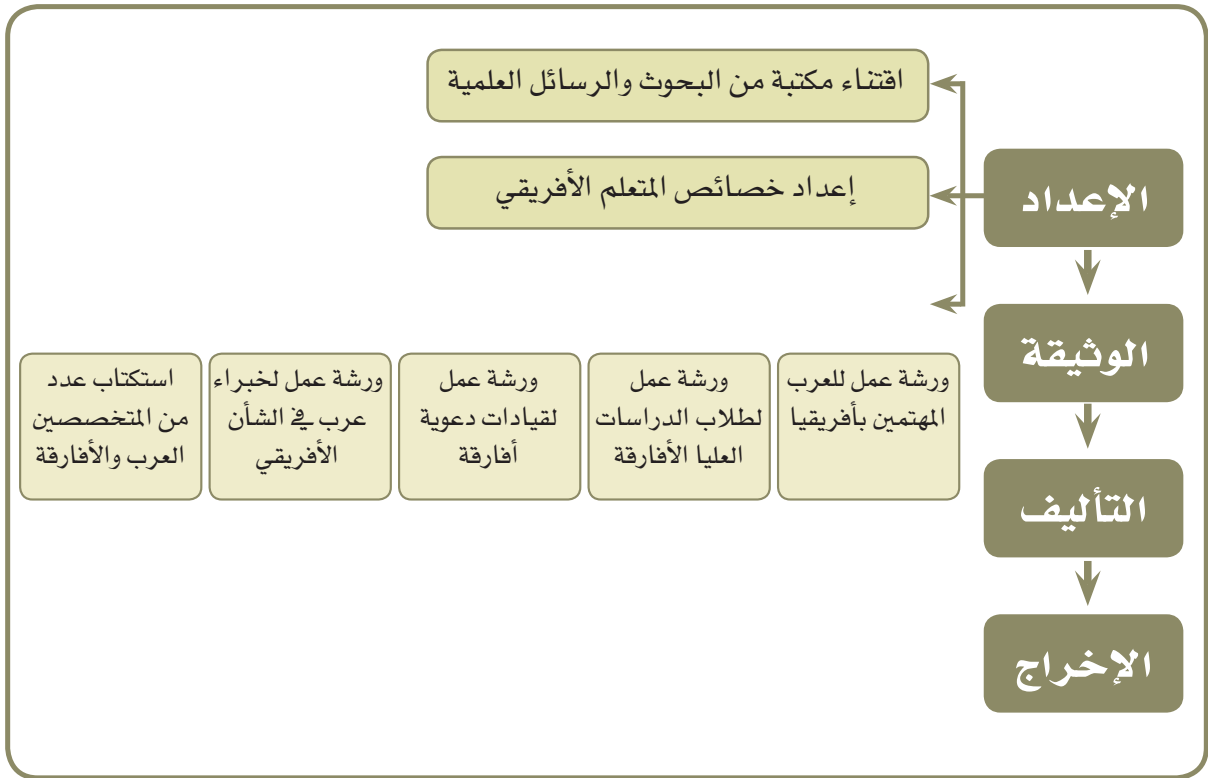 اقتناء مكتبة من البحوث والرسائل العلمية
الإعداد
إعداد خصائص المتعلم الأفريقي
الوثيقة
ورشة عمل للعرب
المهتمين بأفريقيا
ورشة عمل
لطلاب الدراسات
العليا الأفارقة
ورشة عمل
لقيادات دعوية
أفارقة
ورشة عمل لخبراء
عرب في الشأن
الأفريقي
استكتاب عدد
من المتخصصين
العرب والأفارقة
التأليف
الإخراج